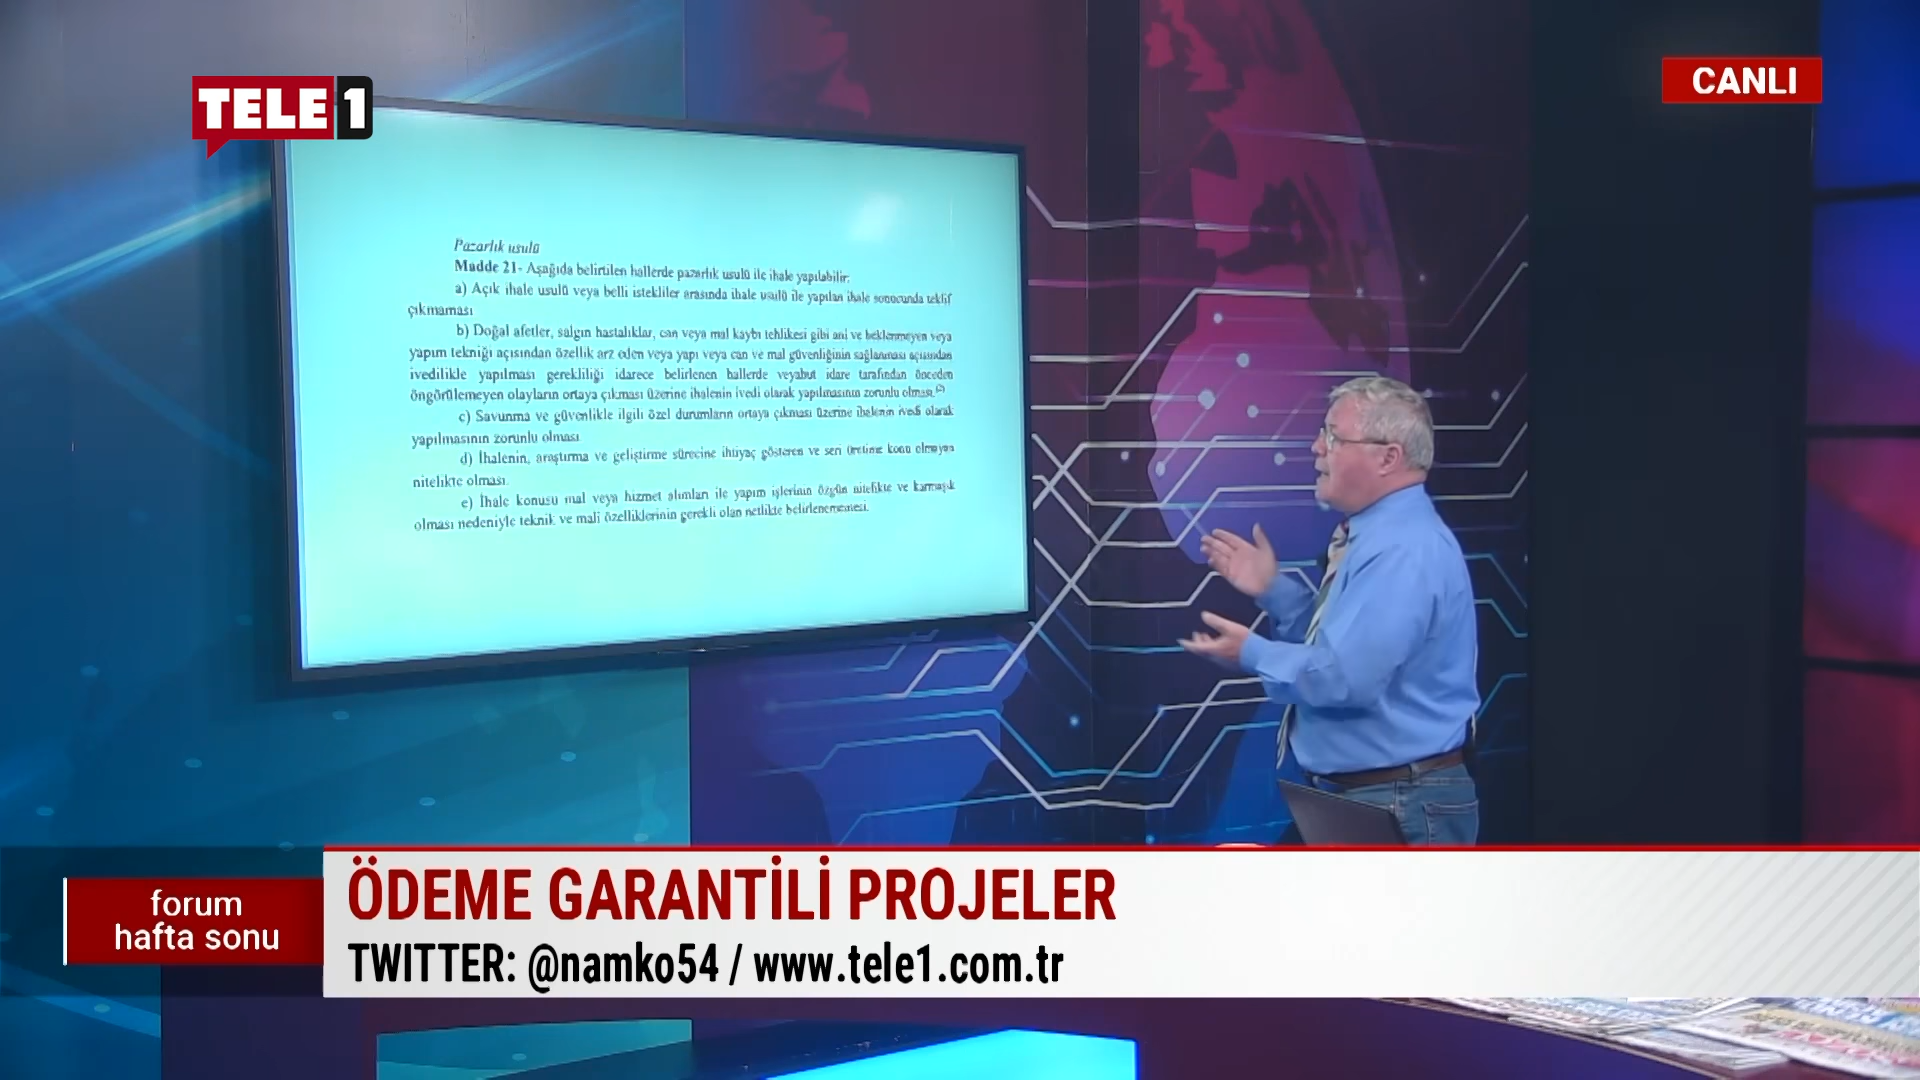 TELE 1
CANLI
Pazarlık usulü
Madde 21- Aşağıda belirtilen hallerde pazarlık usulü ile ihale yapılabilir:
a) Açık ihale usulü veya belli istekliler arasında ihale usulü ile yapılan ihale sonucunda teklif
çıkmaması.
b) Doğal afetler, salgın hastalıklar, can veya mal kaybı tehlikesi gibi ani ve beklenmeyen veya
yapım tekniği açısından özellik arz eden veya yapı veya can ve mal güvenliğinin sağlanması açısından
ivedilikle yapılması gerekliliği idarece belirlenen hallerde veyahut idare tarafından önceden
öngörülemeyen olayların ortaya çıkması üzerine ihalenin ivedi olarak yapılmasının zorunlu olması.
c) Savunma ve güvenlikle ilgili özel durumların ortaya çıkması üzerine ihalenin ivedi olarak
yapılmasının zorunlu olması.
d) İhalenin, araştırma ve geliştirme sürecine ihtiyaç gösteren ve seri üretime konu olmayan
nitelikte olması.
e) İhale konusu mal veya hizmet alımları ile yapım işlerinin özgün nitelikte ve karmaşık
olması nedeniyle teknik ve mali özelliklerinin gerekli olan netlikte belirlenememesi.
forum
hafta sonu
ÖDEME GARANTİLİ PROJELER
TWITTER: @namko54 / www.tele1.com.tr